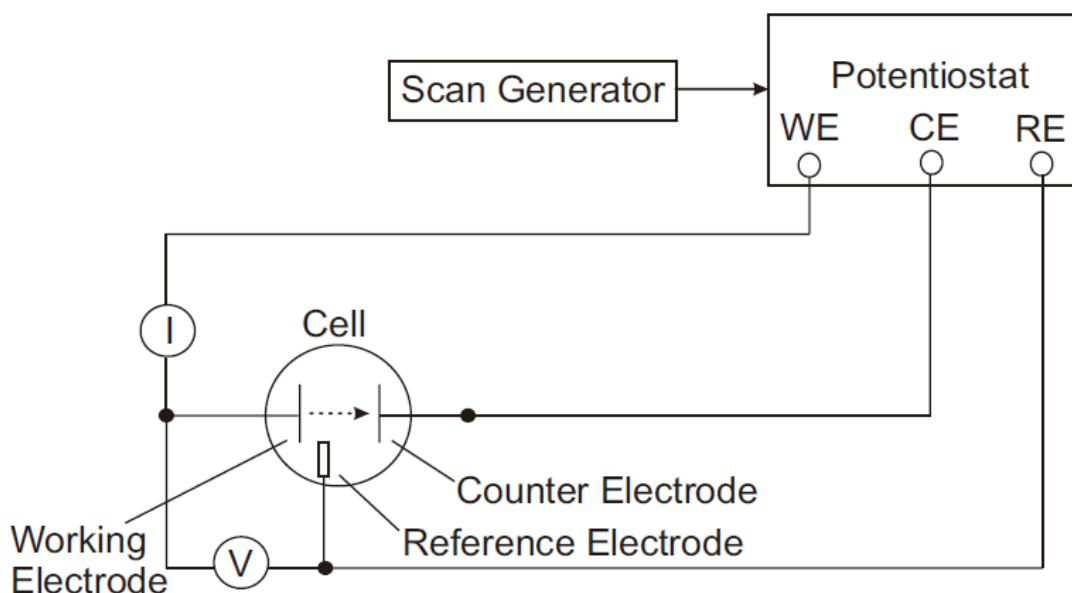 Scan Generator
Potentiostat
WE CE RE
I
Cell
Counter Electrode
Reference Electrode
Working
Electrode
V